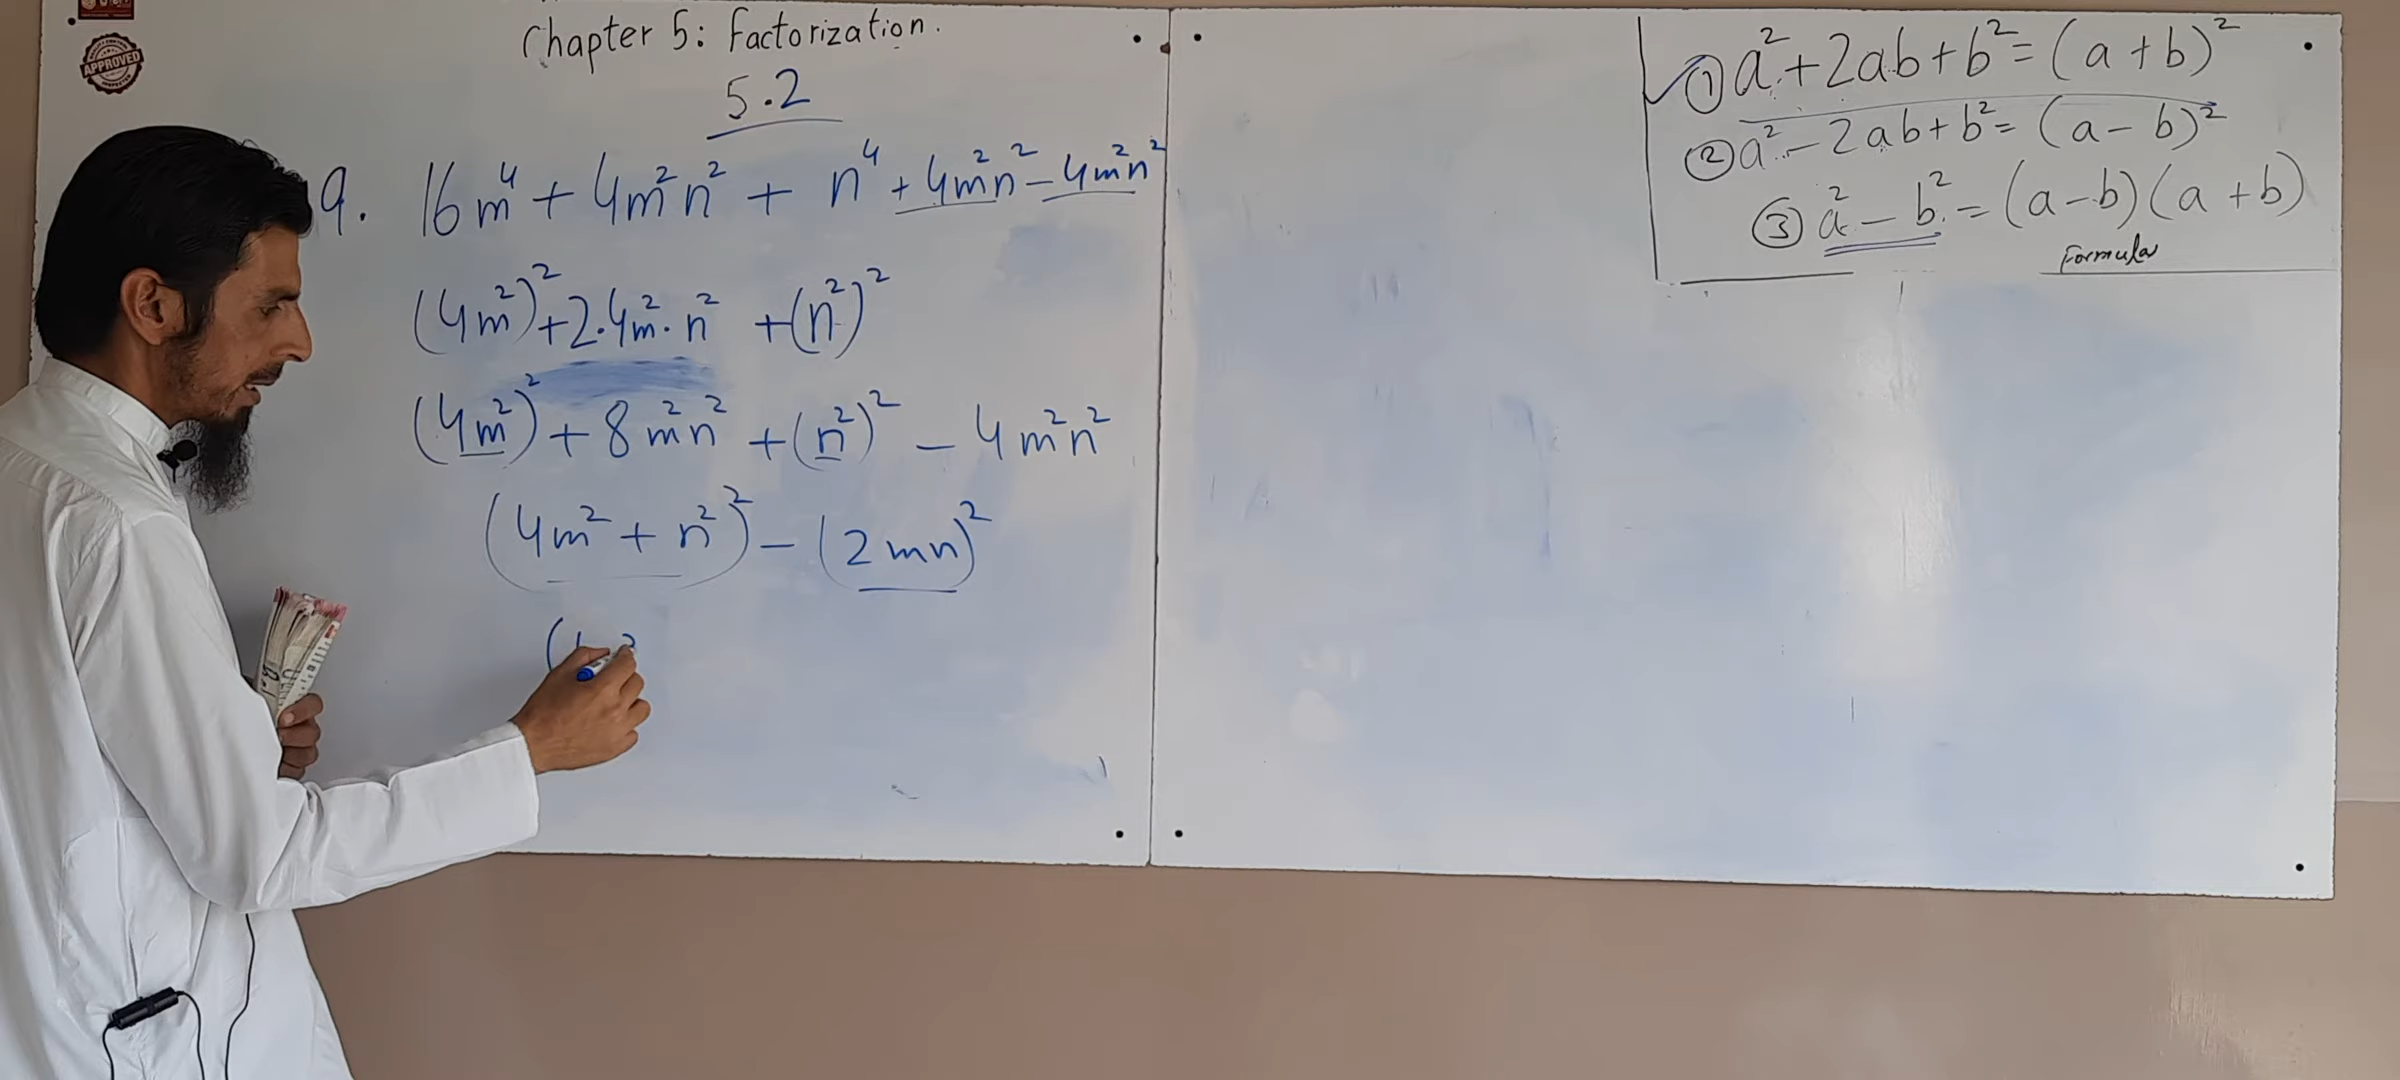 APPROVED
Chapter 5: Factorization.
5.2
9. 16m⁴ + 4m²n² + n⁴ + 4m²n² - 4m²n²
(4m²)² + 2·4m²·n² + (n²)²
(4m²)² + 8m²n² + (n²)² - 4m²n²
(4m² + n²)² - (2mn)²
① a² + 2ab + b² = (a + b)²
② a² - 2ab + b² = (a - b)²
③ a² - b² = (a - b)(a + b)
Formula